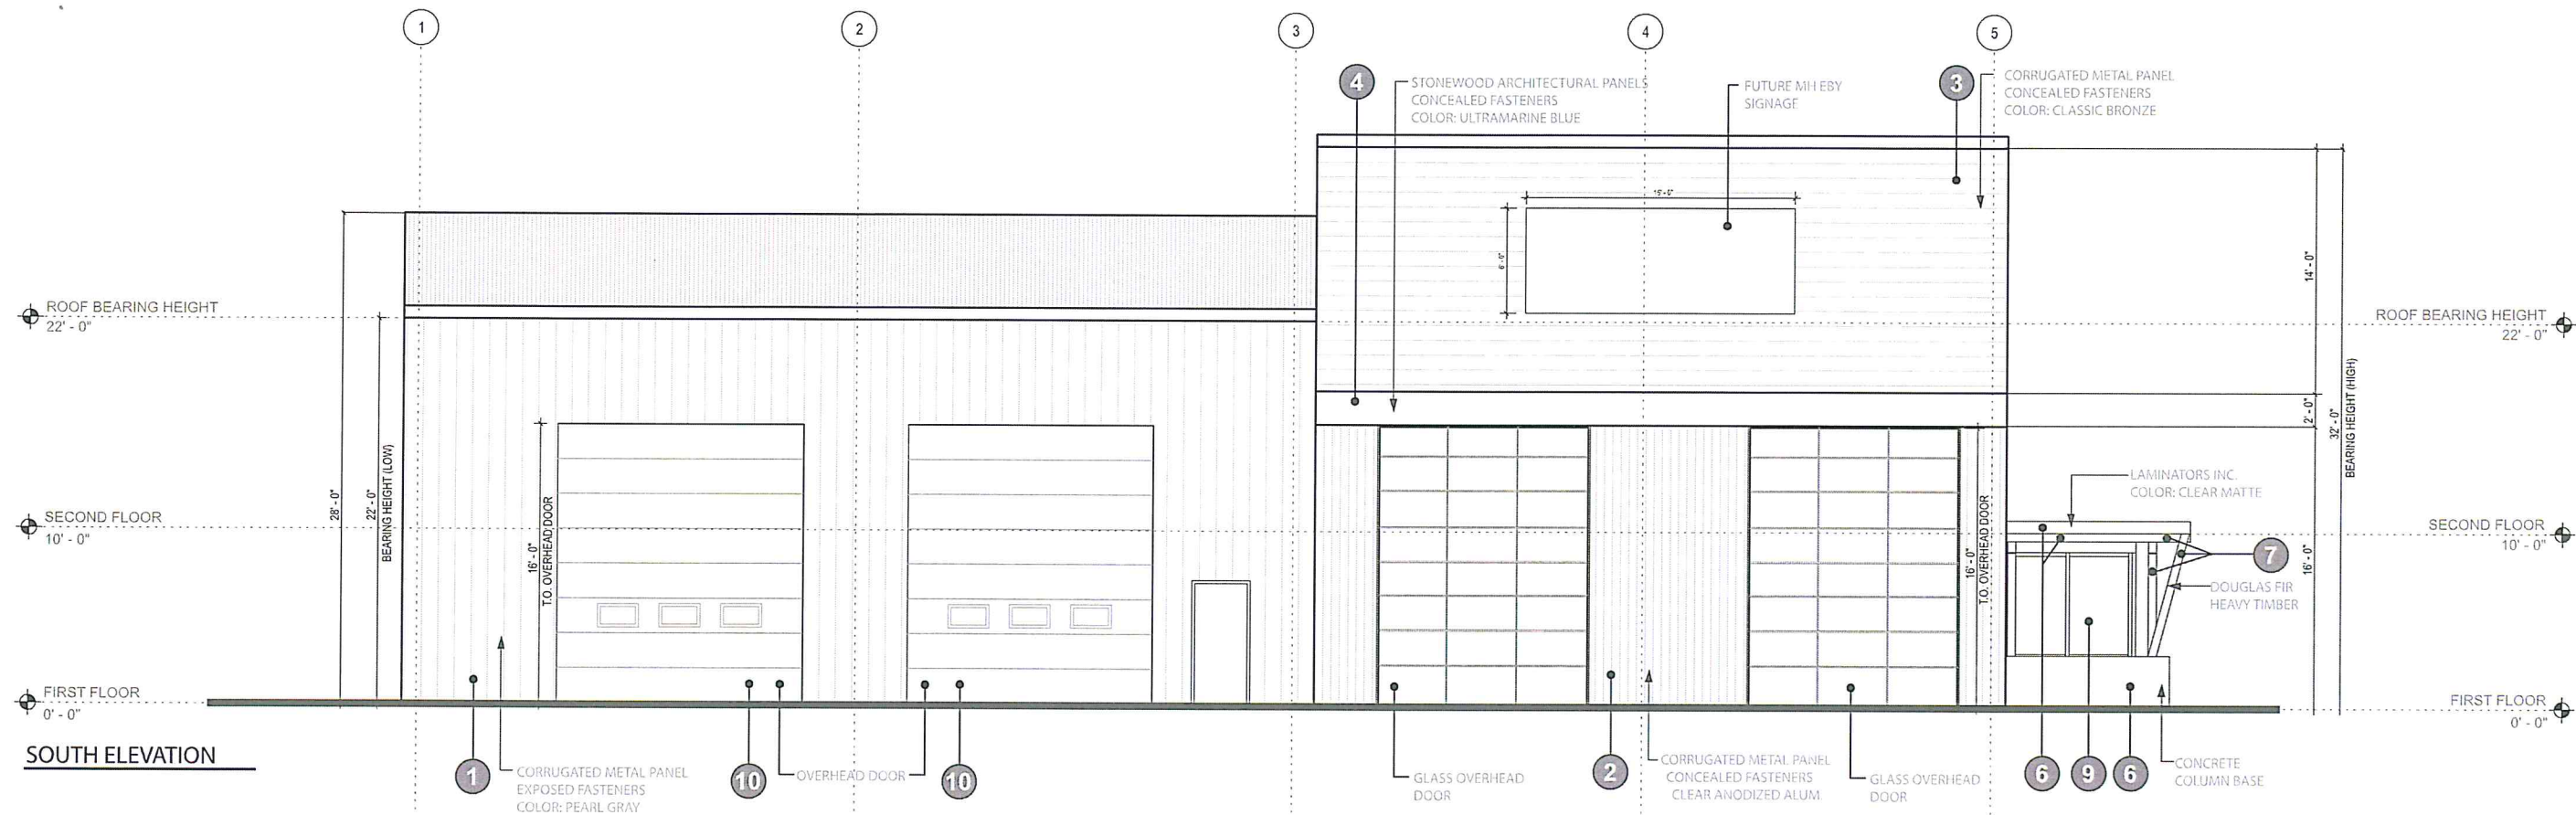 1
2
3
4
5
4
STONEWOOD ARCHITECTURAL PANELS
CONCEALED FASTENERS
COLOR: ULTRAMARINE BLUE
FUTURE MH EBY
SIGNAGE
3
CORRUGATED METAL PANEL
CONCEALED FASTENERS
COLOR: CLASSIC BRONZE
6' - 0"
14' - 0"
2' - 0"
16' - 0"
32' - 0"
BEARING HEIGHT (HIGH)
ROOF BEARING HEIGHT
22' - 0"
ROOF BEARING HEIGHT
22' - 0"
28' - 0"
22' - 0"
BEARING HEIGHT (LOW)
16' - 0"
T.O. OVERHEAD DOOR
16' - 0"
T.O. OVERHEAD DOOR
SECOND FLOOR
10' - 0"
LAMINATORS INC.
COLOR: CLEAR MATTE
SECOND FLOOR
10' - 0"
7
DOUGLAS FIR
HEAVY TIMBER
FIRST FLOOR
0' - 0"
FIRST FLOOR
0' - 0"
SOUTH ELEVATION
1
CORRUGATED METAL PANEL
EXPOSED FASTENERS
COLOR: PEARL GRAY
10
OVERHEAD DOOR
10
GLASS OVERHEAD
DOOR
2
CORRUGATED METAL PANEL
CONCEALED FASTENERS
CLEAR ANODIZED ALUM.
GLASS OVERHEAD
DOOR
6
9
6
CONCRETE
COLUMN BASE